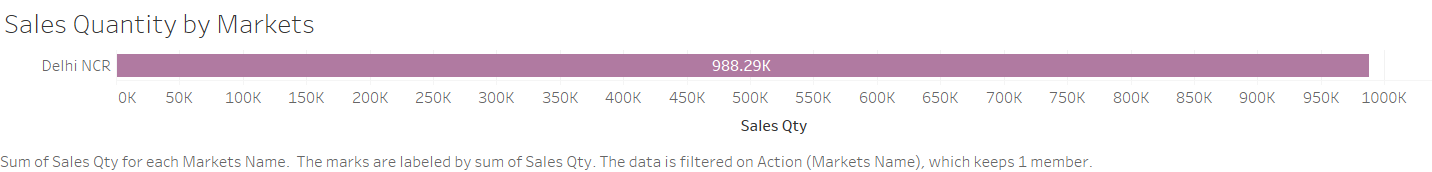 Sales Quantity by Markets
Delhi NCR 988.29K
0K 50K 100K 150K 200K 250K 300K 350K 400K 450K 500K 550K 600K 650K 700K 750K 800K 850K 900K 950K 1000K
Sales Qty
Sum of Sales Qty for each Markets Name. The marks are labeled by sum of Sales Qty. The data is filtered on Action (Markets Name), which keeps 1 member.